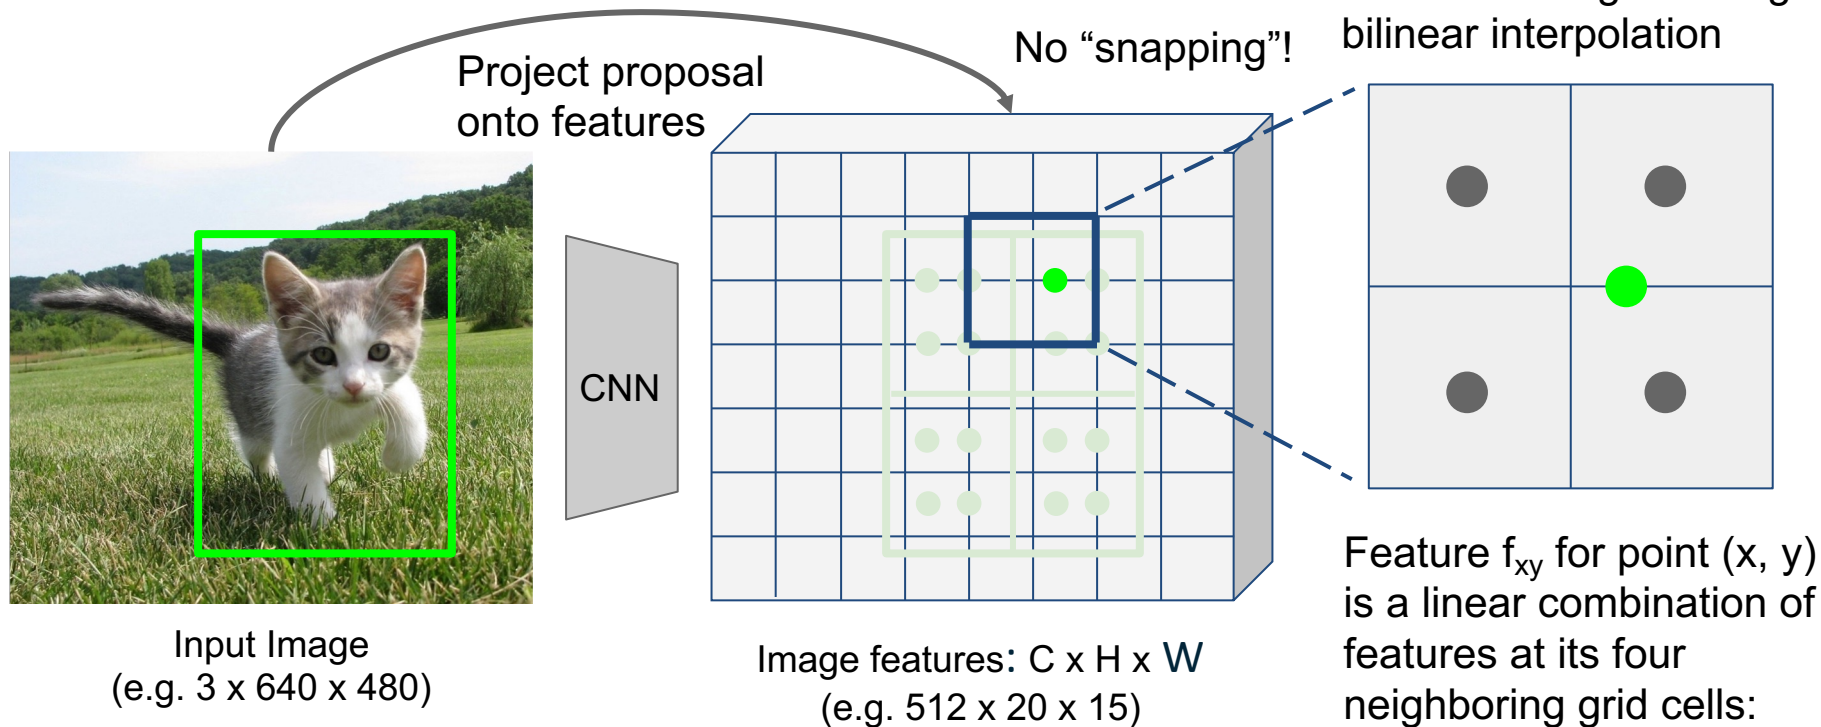 No “snapping”!
bilinear interpolation
Project proposal
onto features
CNN
Input Image
(e.g. 3 x 640 x 480)
Image features: C x H x W
(e.g. 512 x 20 x 15)
Feature fxy for point (x, y)
is a linear combination of
features at its four
neighboring grid cells: